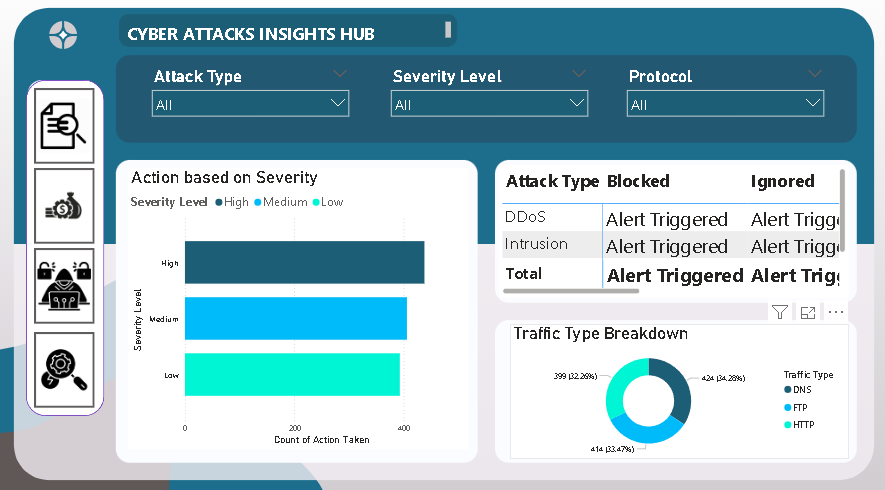 CYBER ATTACKS INSIGHTS HUB
Attack Type
All
Severity Level
All
Protocol
All
Action based on Severity
Severity Level High Medium Low
High
Medium
Low
Severity Level
0 200 400
Count of Action Taken
Attack Type Blocked Ignored
DDoS Alert Triggered Alert Trigge
Intrusion Alert Triggered Alert Trigge
Total Alert Triggered Alert Trigg
Traffic Type Breakdown
399 (32.26%)
424 (34.28%)
414 (33.47%)
Traffic Type
DNS
FTP
HTTP